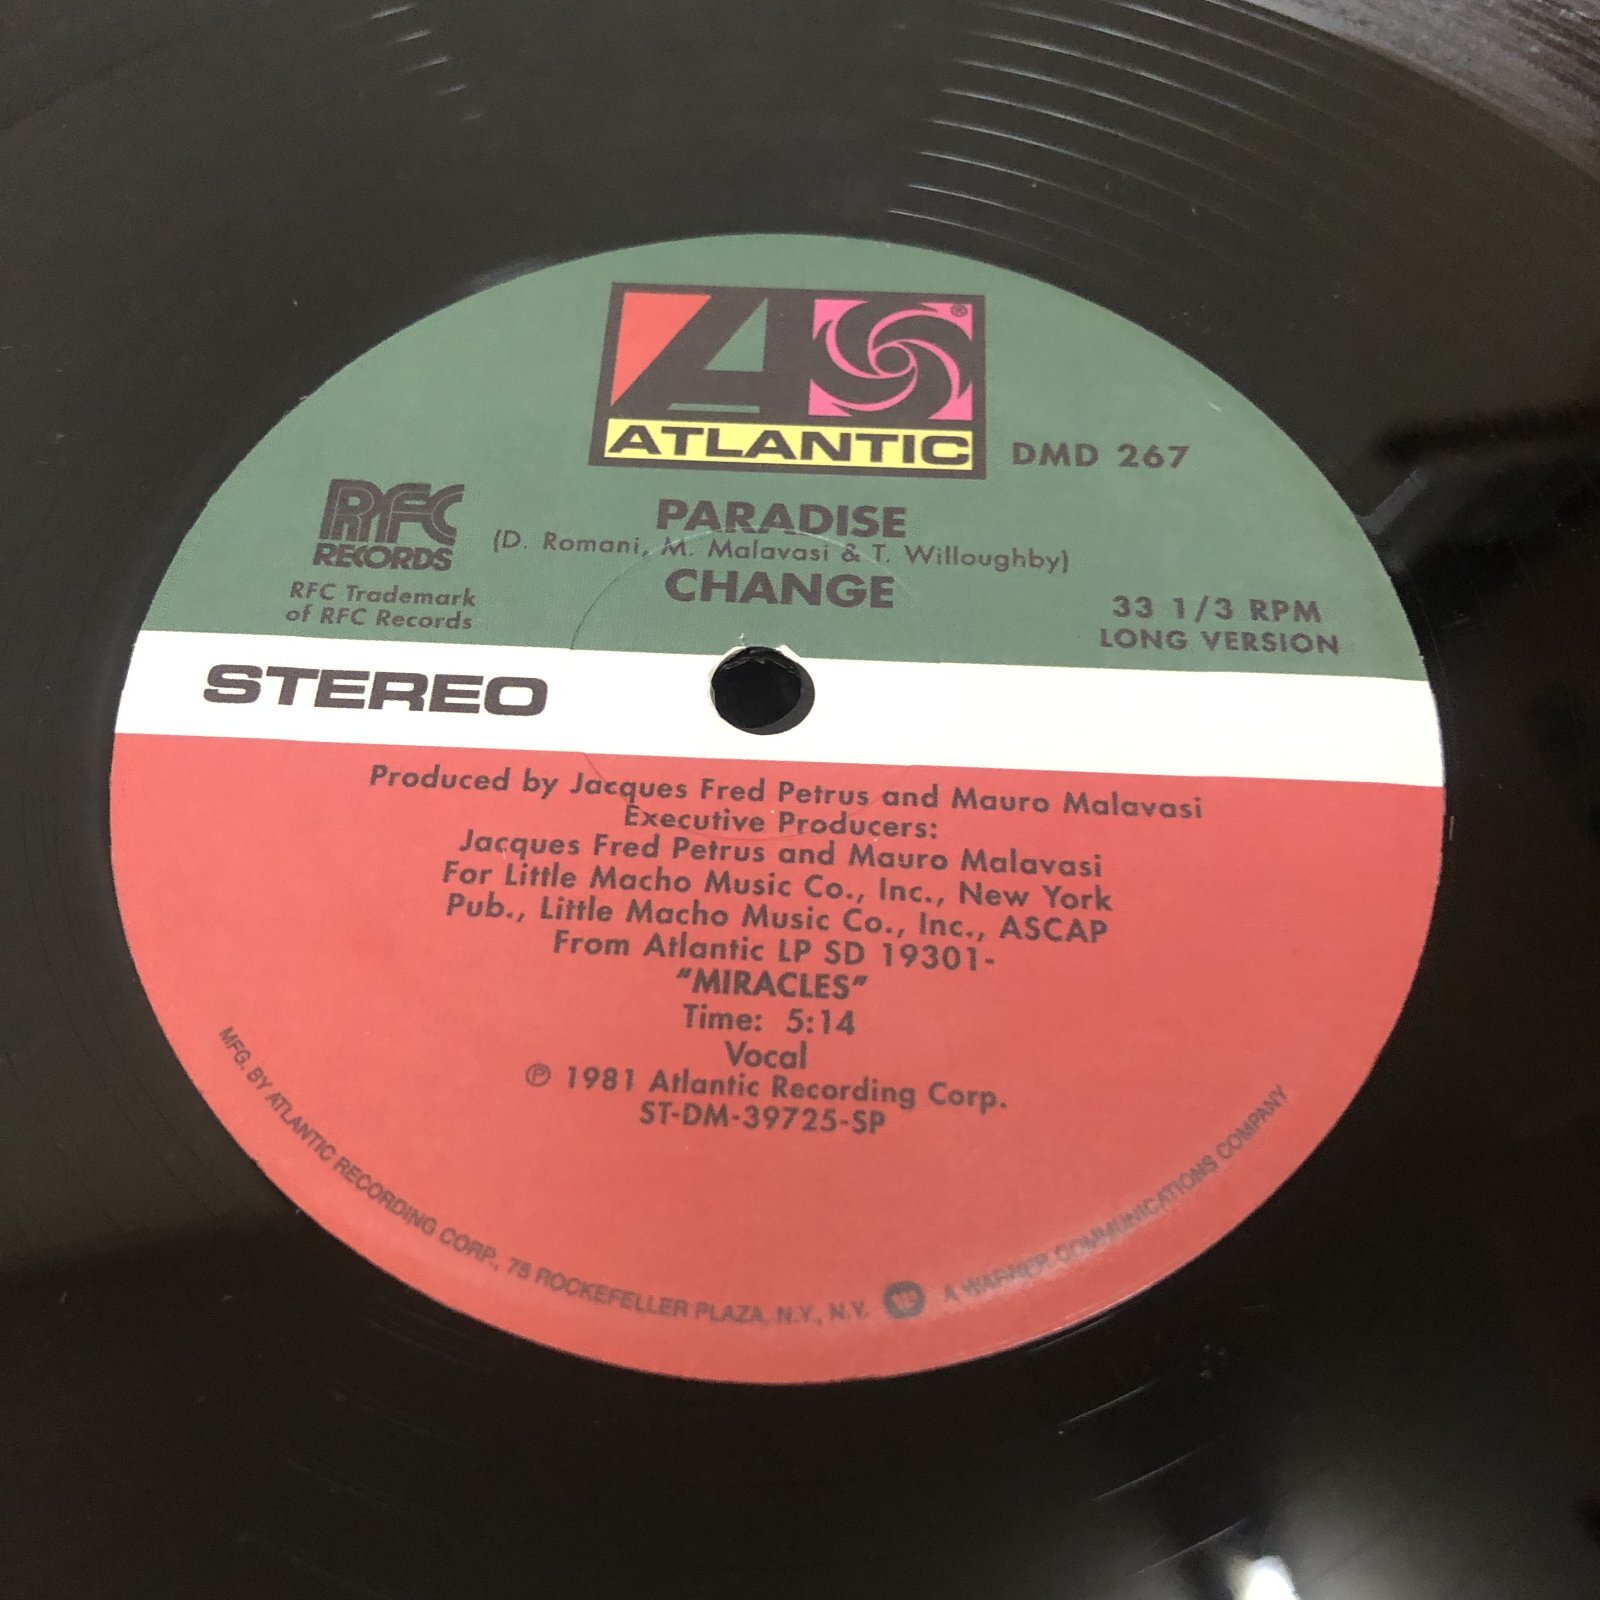 ATLANTIC
DMD 267
RFC
RECORDS
RFC Trademark
of RFC Records
PARADISE
(D. Romani, M. Malavasi & T. Willoughby)
CHANGE
33 1/3 RPM
LONG VERSION
STEREO
Produced by Jacques Fred Petrus and Mauro Malavasi
Executive Producers:
Jacques Fred Petrus and Mauro Malavasi
For Little Macho Music Co., Inc., New York
Pub., Little Macho Music Co., Inc., ASCAP
From Atlantic LP SD 19301-
"MIRACLES"
Time: 5:14
Vocal
℗ 1981 Atlantic Recording Corp.
ST-DM-39725-SP
MFG. BY ATLANTIC RECORDING CORP., 75 ROCKEFELLER PLAZA, N.Y., N.Y. A WARNER COMMUNICATIONS COMPANY